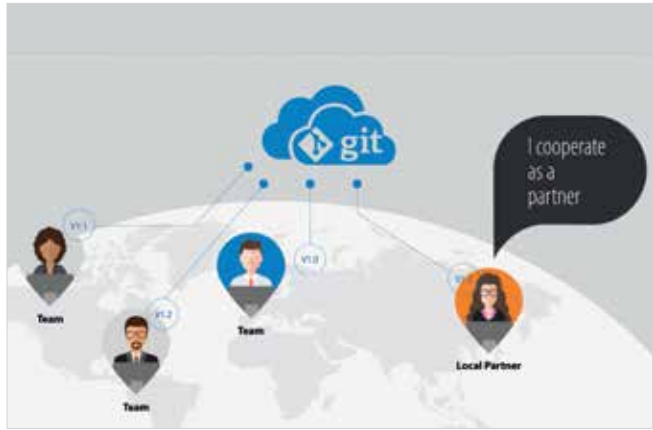 git
I cooperate
as a
partner
V1.1
V1.0
V1.2
Team
Team
Local Partner
Team